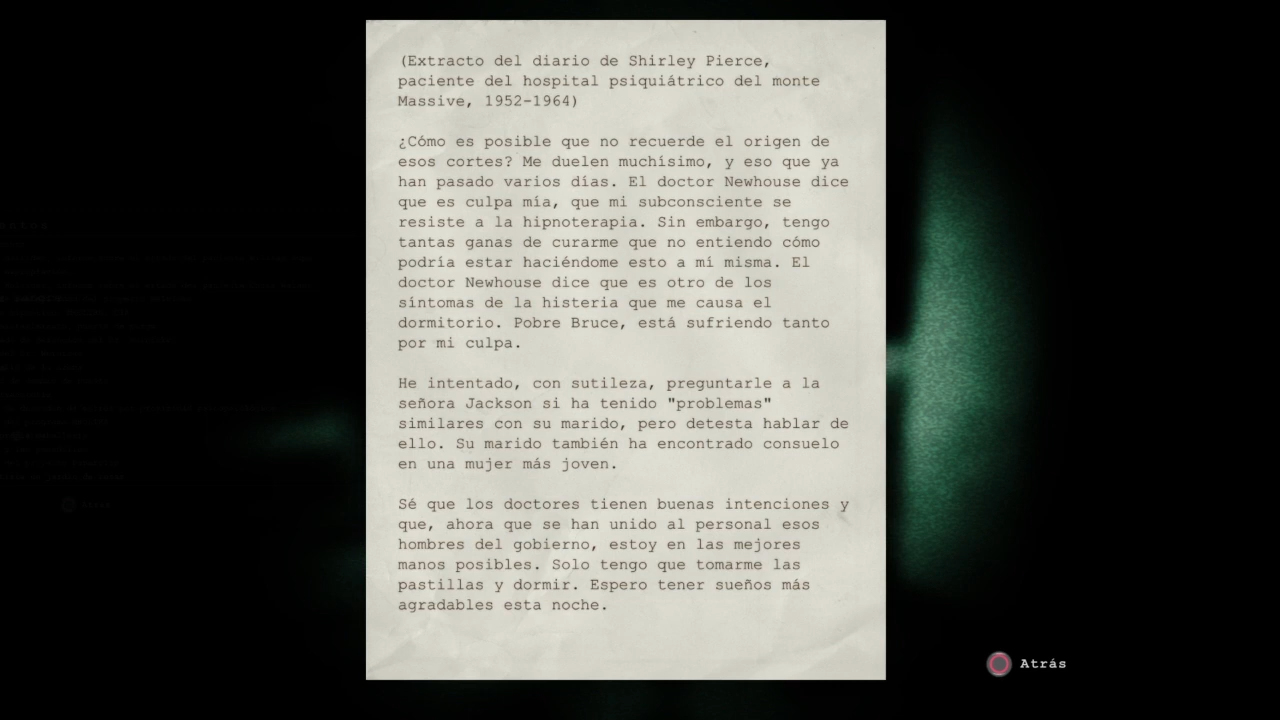 (Extracto del diario de Shirley Pierce,
paciente del hospital psiquiátrico del monte
Massive, 1952-1964)
¿Cómo es posible que no recuerde el origen de
esos cortes? Me duelen muchísimo, y eso que ya
han pasado varios días. El doctor Newhouse dice
que es culpa mía, que mi subconsciente se
resiste a la hipnoterapia. Sin embargo, tengo
tantas ganas de curarme que no entiendo cómo
podría estar haciéndome esto a mí misma. El
doctor Newhouse dice que es otro de los
síntomas de la histeria que me causa el
dormitorio. Pobre Bruce, está sufriendo tanto
por mi culpa.
He intentado, con sutileza, preguntarle a la
señora Jackson si ha tenido "problemas"
similares con su marido, pero detesta hablar de
ello. Su marido también ha encontrado consuelo
en una mujer más joven.
Sé que los doctores tienen buenas intenciones y
que, ahora que se han unido al personal esos
hombres del gobierno, estoy en las mejores
manos posibles. Solo tengo que tomarme las
pastillas y dormir. Espero tener sueños más
agradables esta noche.
Atrás